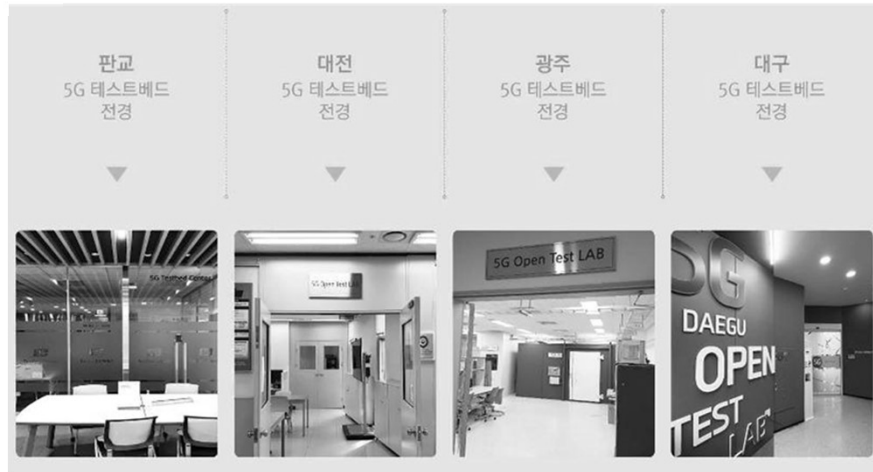 판교
5G 테스트베드
전경
대전
5G 테스트베드
전경
광주
5G 테스트베드
전경
대구
5G 테스트베드
전경
5G Testbed Center
5G Open Test LAB
5G Open Test LAB
5G
DAEGU
OPEN
TEST
LAB
5G